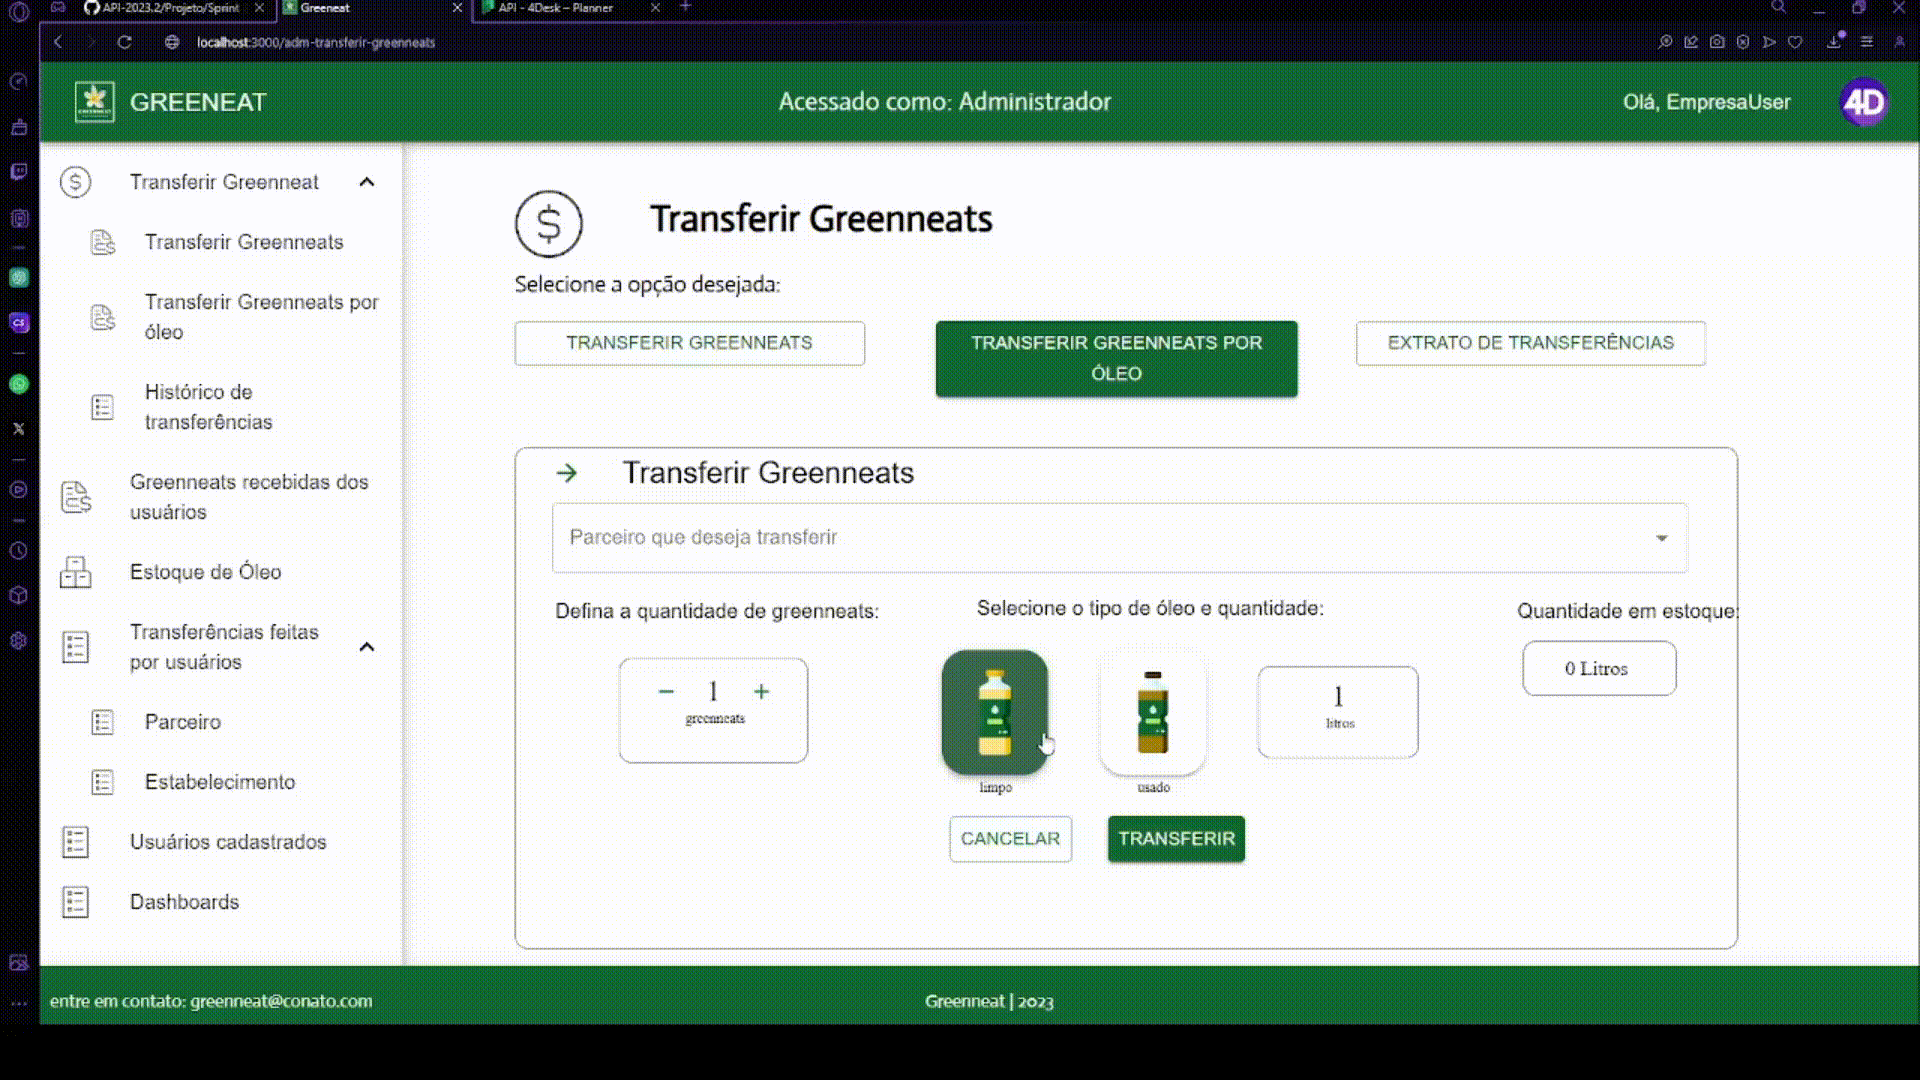 API-2023.2/Projeto/Sprint
Greeneat
API - 4Desk – Planner
localhost:3000/adm-transferir-greenneats
GREENEAT
Acessado como: Administrador
Olá, EmpresaUser
4D
Transferir Greenneat
Transferir Greenneats
Transferir Greenneats por
óleo
Histórico de
transferências
Greenneats recebidas dos
usuários
Estoque de Óleo
Transferências feitas
por usuários
Parceiro
Estabelecimento
Usuários cadastrados
Dashboards
$
Transferir Greenneats
Selecione a opção desejada:
TRANSFERIR GREENNEATS
TRANSFERIR GREENNEATS POR
ÓLEO
EXTRATO DE TRANSFERÊNCIAS
Transferir Greenneats
Parceiro que deseja transferir
Defina a quantidade de greenneats:
Selecione o tipo de óleo e quantidade:
Quantidade em estoque:
− 1 +
greenneats
limpo
usado
1
litros
0 Litros
CANCELAR
TRANSFERIR
entre em contato: greenneat@conato.com
Greenneat | 2023